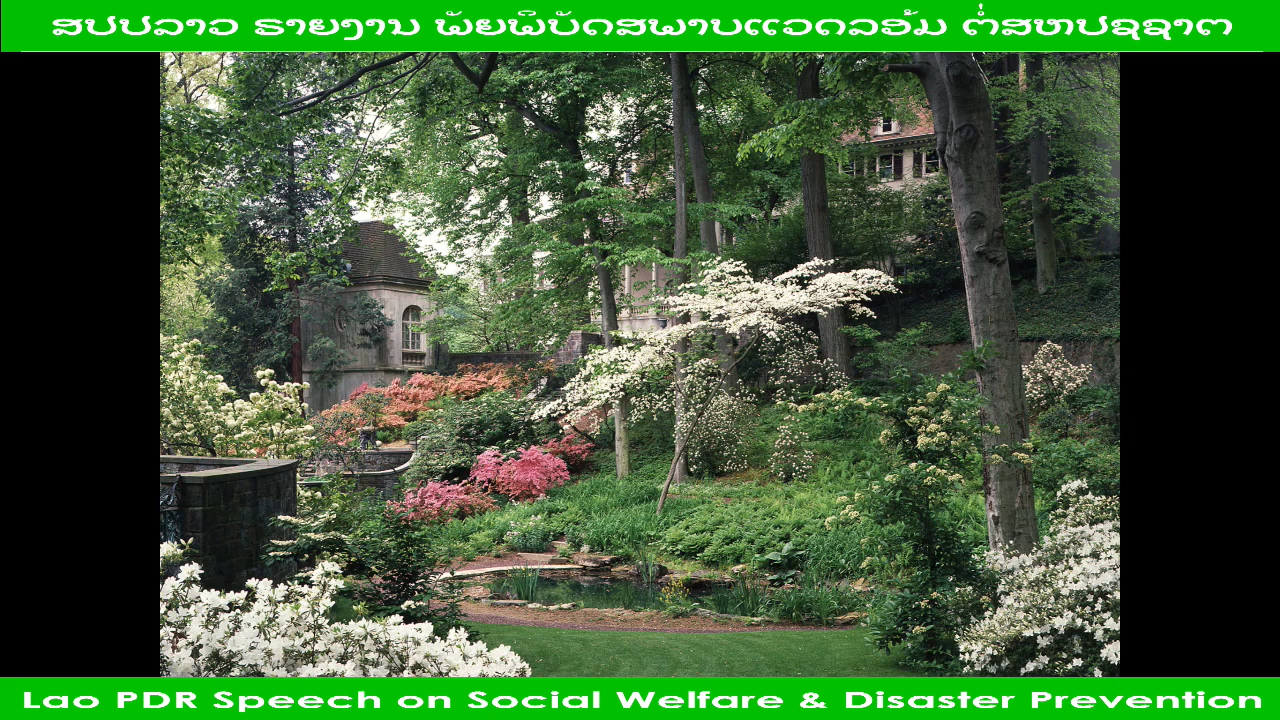 ສປປລາວ ຣາຍງານ ພັຍພິບັດສພາບແວດລອ້ມ ຕໍ່ສຫປຊຊາຕ
Lao PDR Speech on Social Welfare & Disaster Prevention